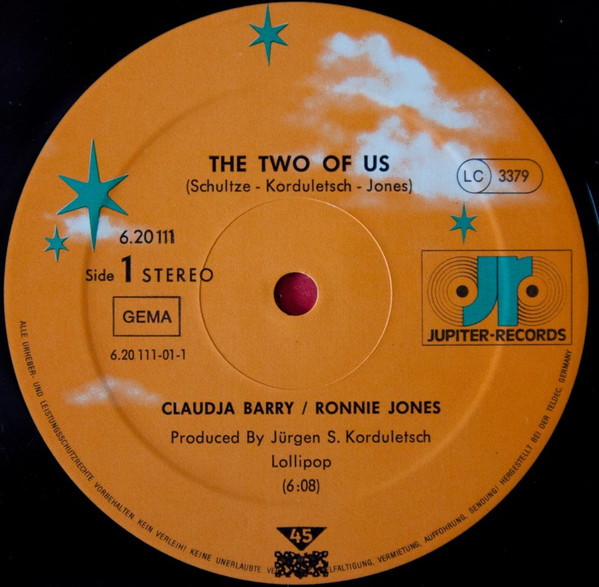 THE TWO OF US
(Schultze - Korduletsch - Jones)
LC 3379
6.20111
Side 1 STEREO
GEMA
6.20 111-01-1
jr
JUPITER-RECORDS
CLAUDJA BARRY / RONNIE JONES
Produced By Jürgen S. Korduletsch
Lollipop
(6:08)
45
ALLE URHEBER- UND LEISTUNGSSCHUTZRECHTE VORBEHALTEN. KEIN VERLEIH! KEINE UNERLAUBTE VERVIELFALTIGUNG, VERMIETUNG, AUFFÜHRUNG, SENDUNG! HERGESTELLT BEI DER TELDEC, GERMANY